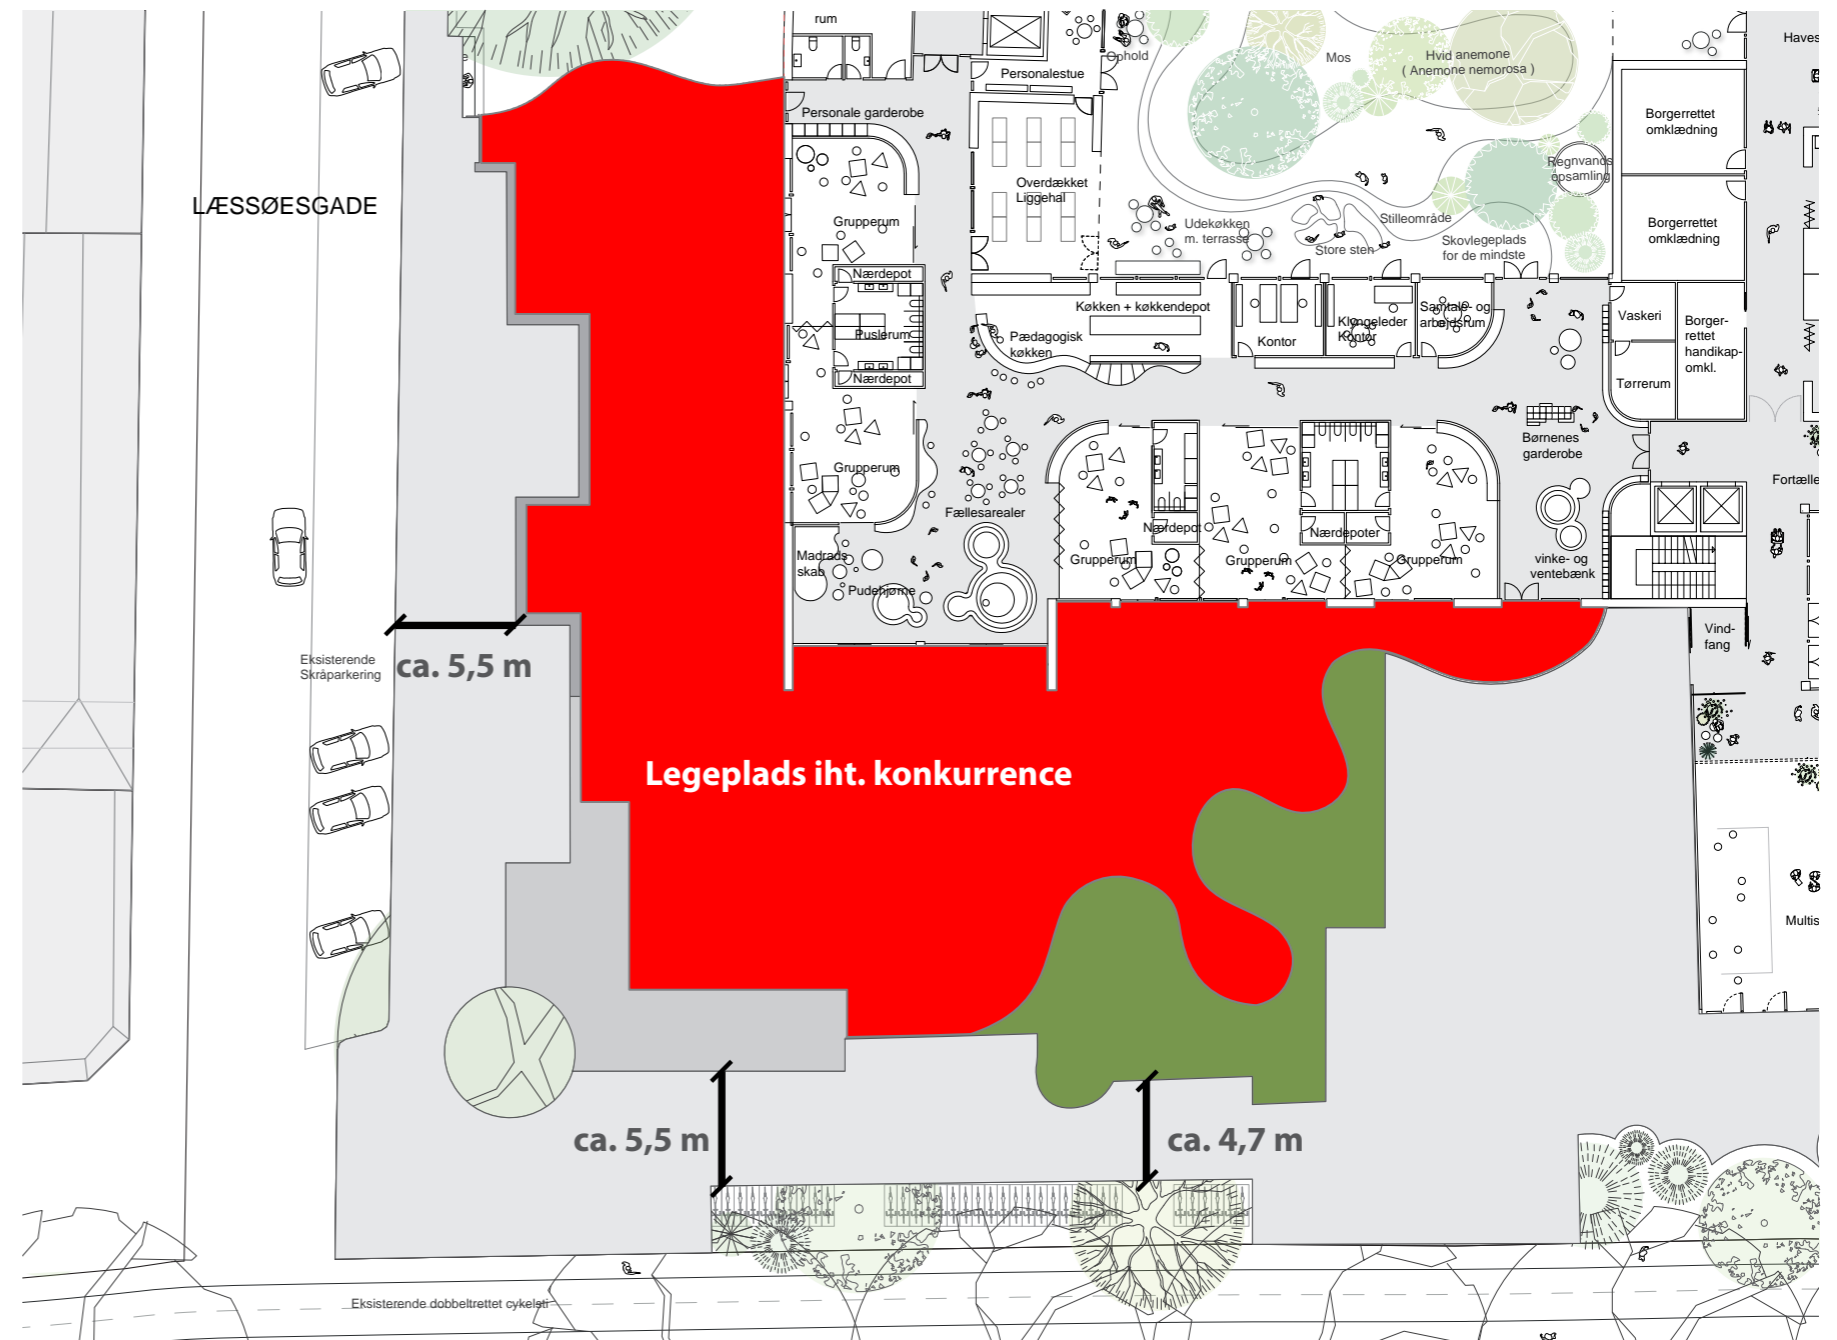 rum
Personalestue
Ophold
Mos
Hvid anemone
( Anemone nemorosa )
Haves
Personale garderobe
Borgerrettet
omklædning
Overdækket
Liggehal
Regnvands
opsamling
LÆSSØESGADE
Grupperum
Udekøkken
m. terrasse
Store sten
Stilleområde
Skovlegeplads
for de mindste
Borgerrettet
omklædning
Nærdepot
Puslerum
Nærdepot
Pædagogisk
køkken
Køkken + køkkendepot
Kontor
Klyngeleder
Kontor
Samtale- og
arbejdsrum
Vaskeri
Borger-
rettet
handikap-
omkl.
Tørrerum
Grupperum
Børnenes
garderobe
Fortælle
Fællesarealer
Nærdepot
Nærdepoter
Madrads
skab
Pudehjørne
Grupperum
Grupperum
Grupperum
vinke- og
ventebænk
Vind-
fang
Eksisterende
Skråparkering
ca. 5,5 m
Legeplads iht. konkurrence
Multis
ca. 5,5 m
ca. 4,7 m
Eksisterende dobbeltrettet cykelsti